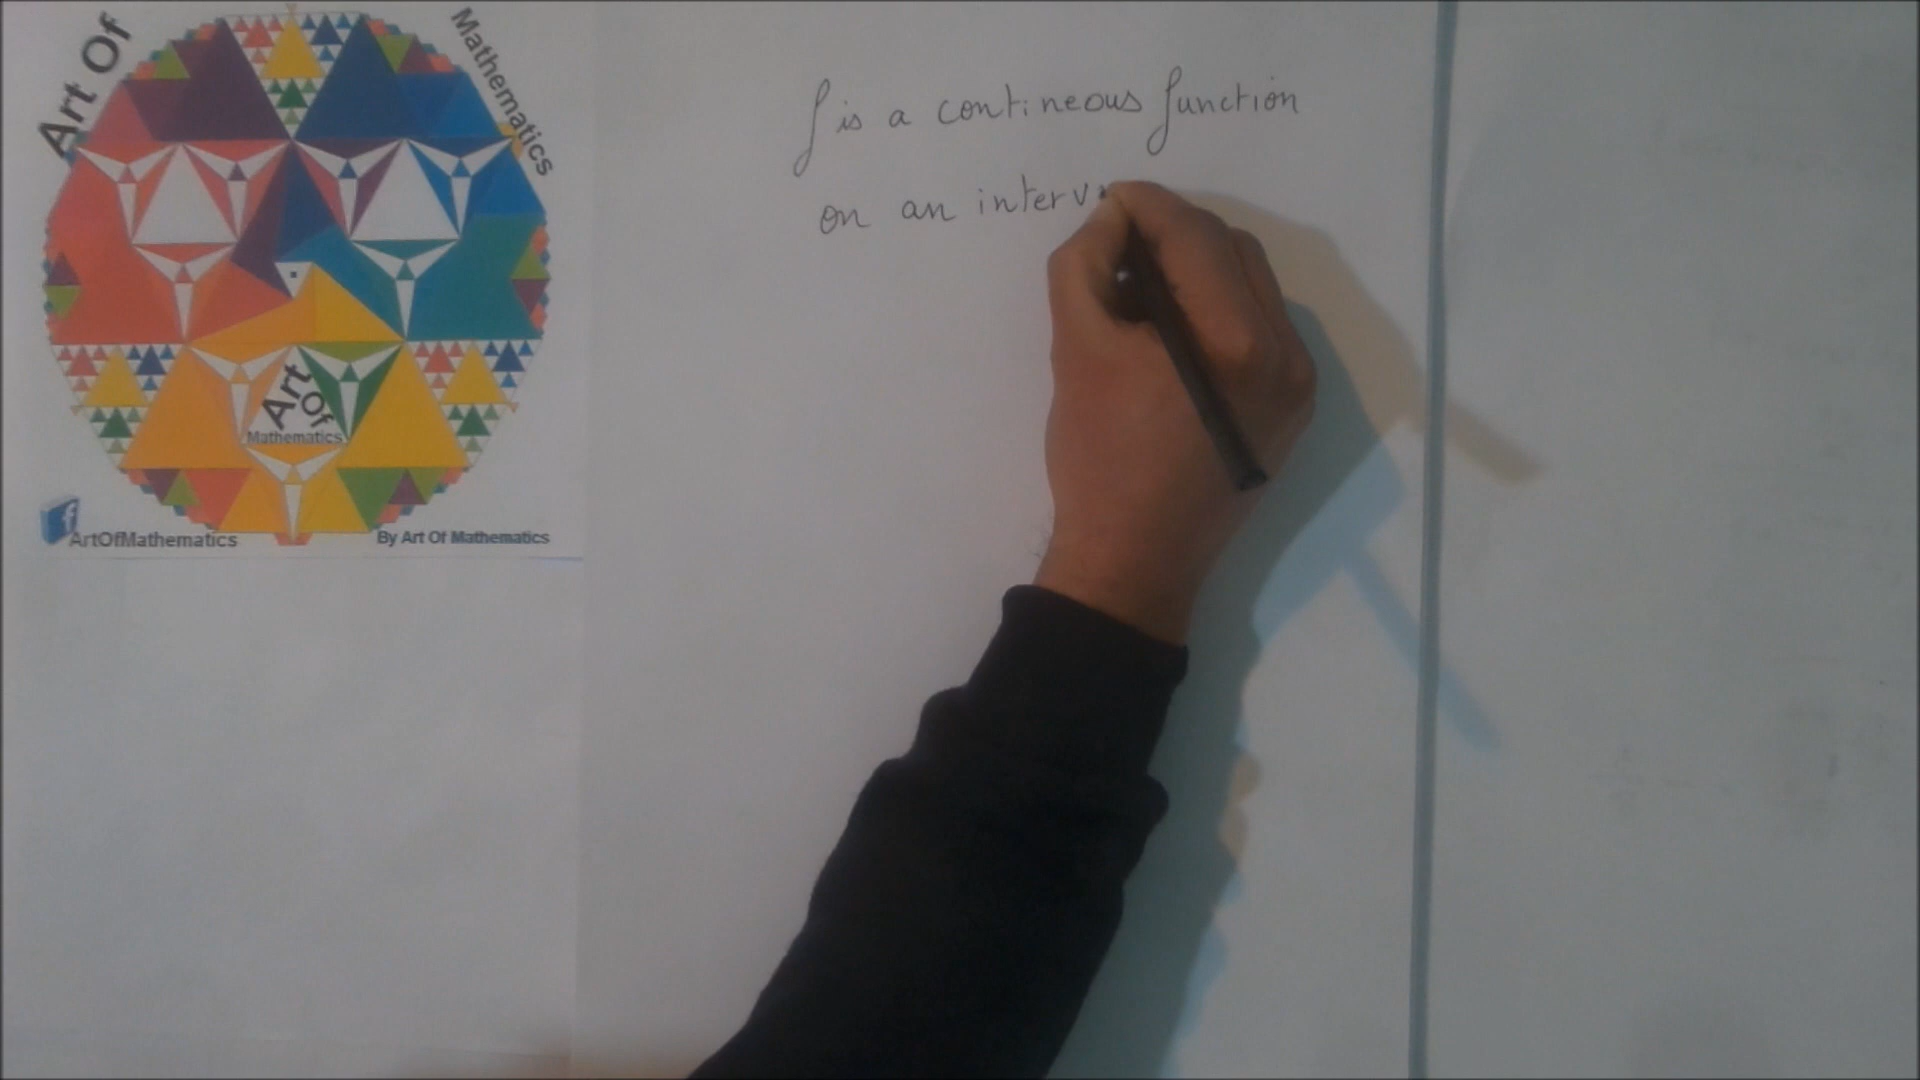 Art Of
Mathematics
Art
Of
Mathematics
ArtOfMathematics
By Art Of Mathematics
f is a contineous function
on an interv